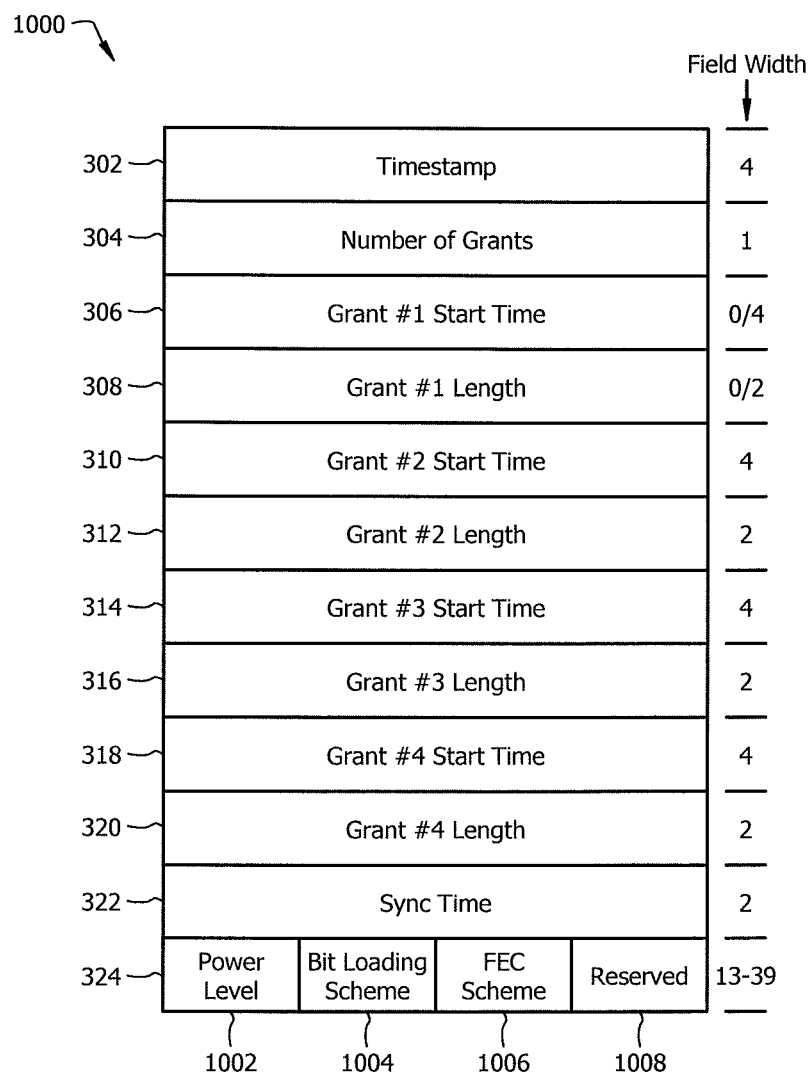 1000
Field Width
302 Timestamp 4
304 Number of Grants 1
306 Grant #1 Start Time 0/4
308 Grant #1 Length 0/2
310 Grant #2 Start Time 4
312 Grant #2 Length 2
314 Grant #3 Start Time 4
316 Grant #3 Length 2
318 Grant #4 Start Time 4
320 Grant #4 Length 2
322 Sync Time 2
324 Power Level Bit Loading Scheme FEC Scheme Reserved 13-39
1002 1004 1006 1008